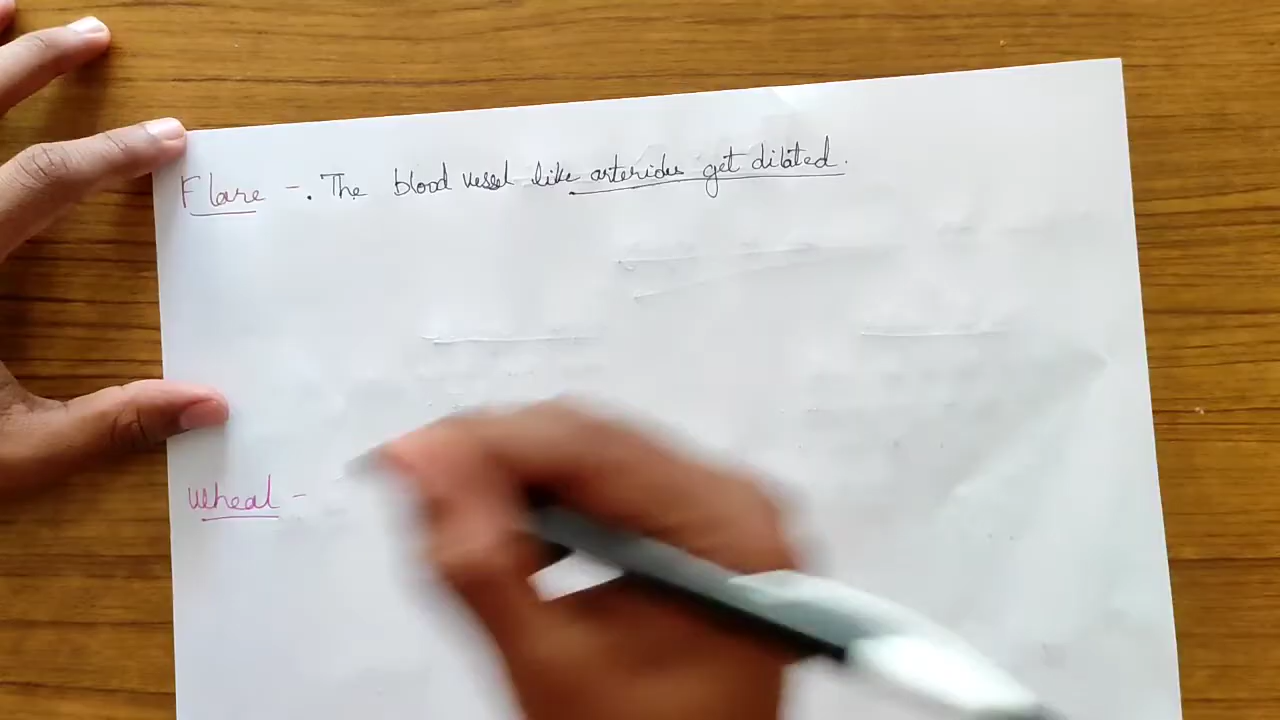 Flare - . The blood vessel like arterioles get dilated.
Wheal -